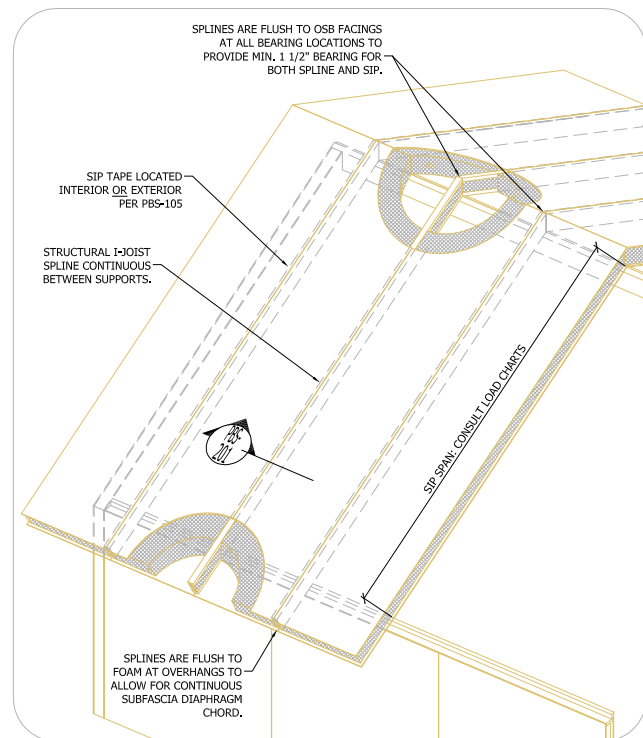 SPLINES ARE FLUSH TO OSB FACINGS
AT ALL BEARING LOCATIONS TO
PROVIDE MIN. 1 1/2" BEARING FOR
BOTH SPLINE AND SIP.
SIP TAPE LOCATED
INTERIOR OR EXTERIOR
PER PBS-105
STRUCTURAL I-JOIST
SPLINE CONTINUOUS
BETWEEN SUPPORTS.
SIP SPAN: CONSULT LOAD CHARTS
PBS-
201
SPLINES ARE FLUSH TO
FOAM AT OVERHANGS TO
ALLOW FOR CONTINUOUS
SUBFASCIA DIAPHRAGM
CHORD.